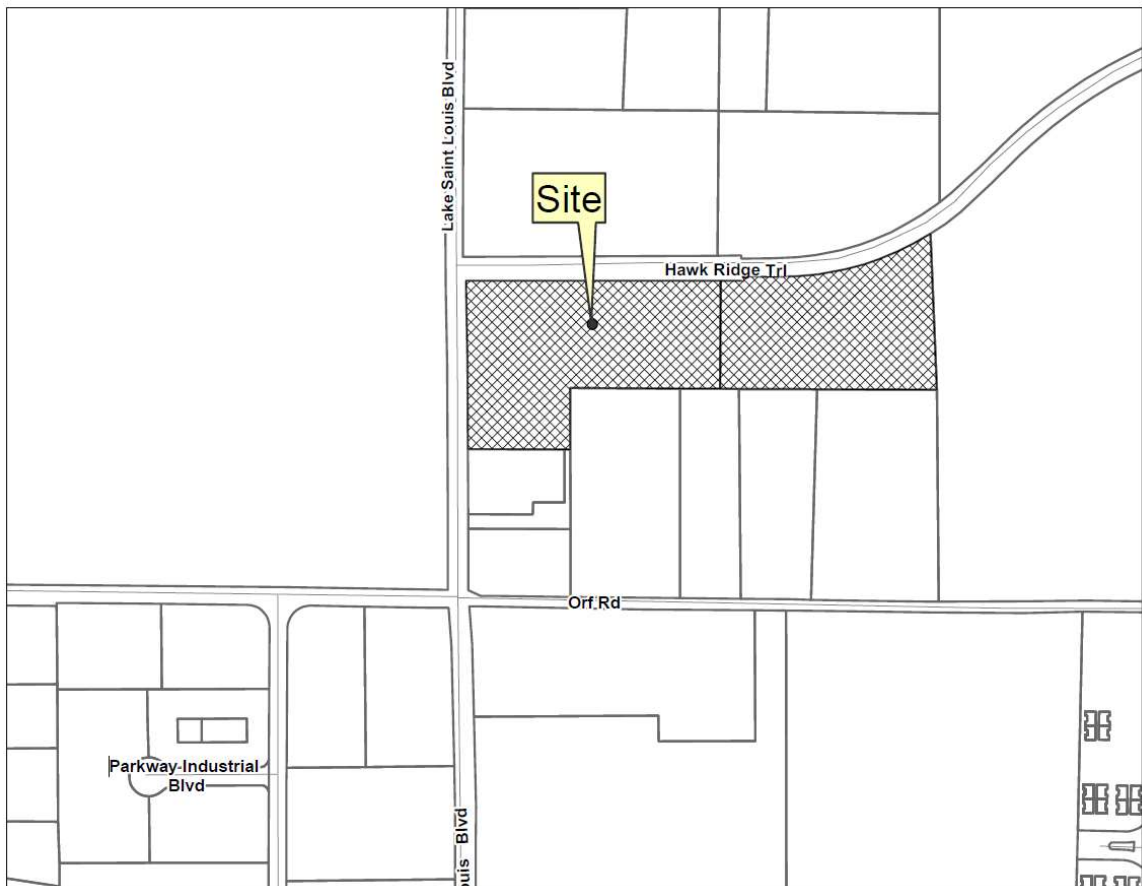 Lake Saint Louis Blvd
Site
Hawk Ridge Trl
Orf Rd
Parkway Industrial
Blvd
ouis Blvd